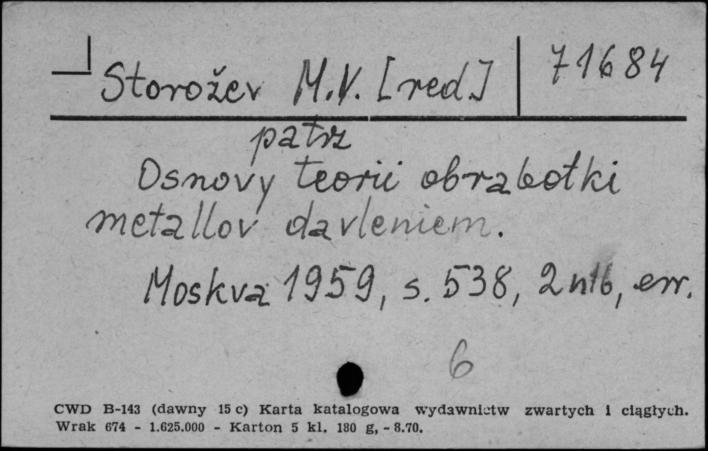 Storožev M.V. [red.] 71684
patrz
Osnovy teorii obrabotki
metallov davleniem.
Moskva 1959, s. 538, 2 nlb, err.
6
CWD B-143 (dawny 15 c) Karta katalogowa wydawnictw zwartych i ciągłych.
Wrak 674 - 1.625.000 - Karton 5 kl. 180 g, - 8.70.